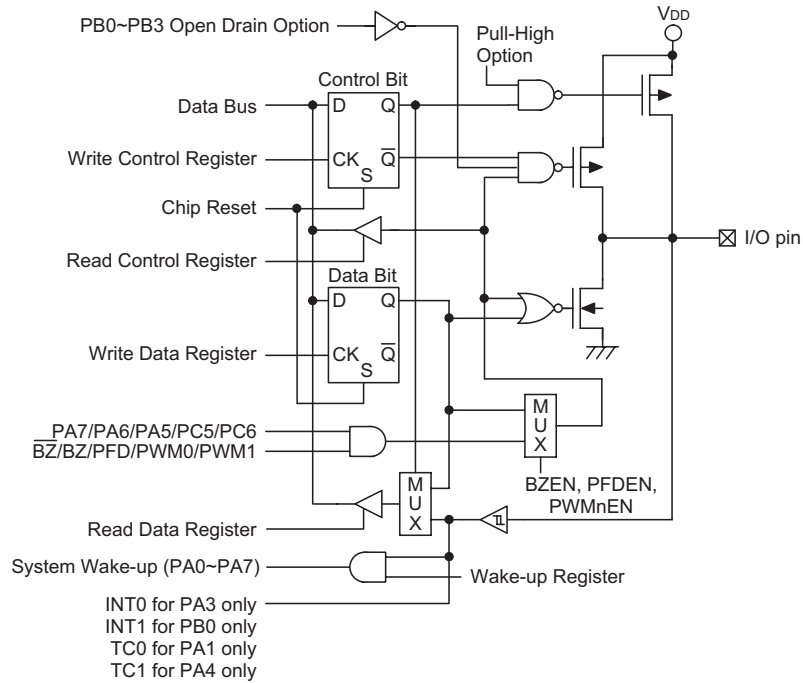 PB0~PB3 Open Drain Option
VDD
Pull-High
Option
Control Bit
Data Bus
D Q
Write Control Register
CK Q̅
S
Chip Reset
I/O pin
Read Control Register
Data Bit
D Q
Write Data Register
CK Q̅
S
PA7/PA6/PA5/PC5/PC6
B̅Z̅/BZ/PFD/PWM0/PWM1
M
U
X
BZEN, PFDEN,
PWMnEN
M
U
X
Read Data Register
System Wake-up (PA0~PA7)
Wake-up Register
INT0 for PA3 only
INT1 for PB0 only
TC0 for PA1 only
TC1 for PA4 only